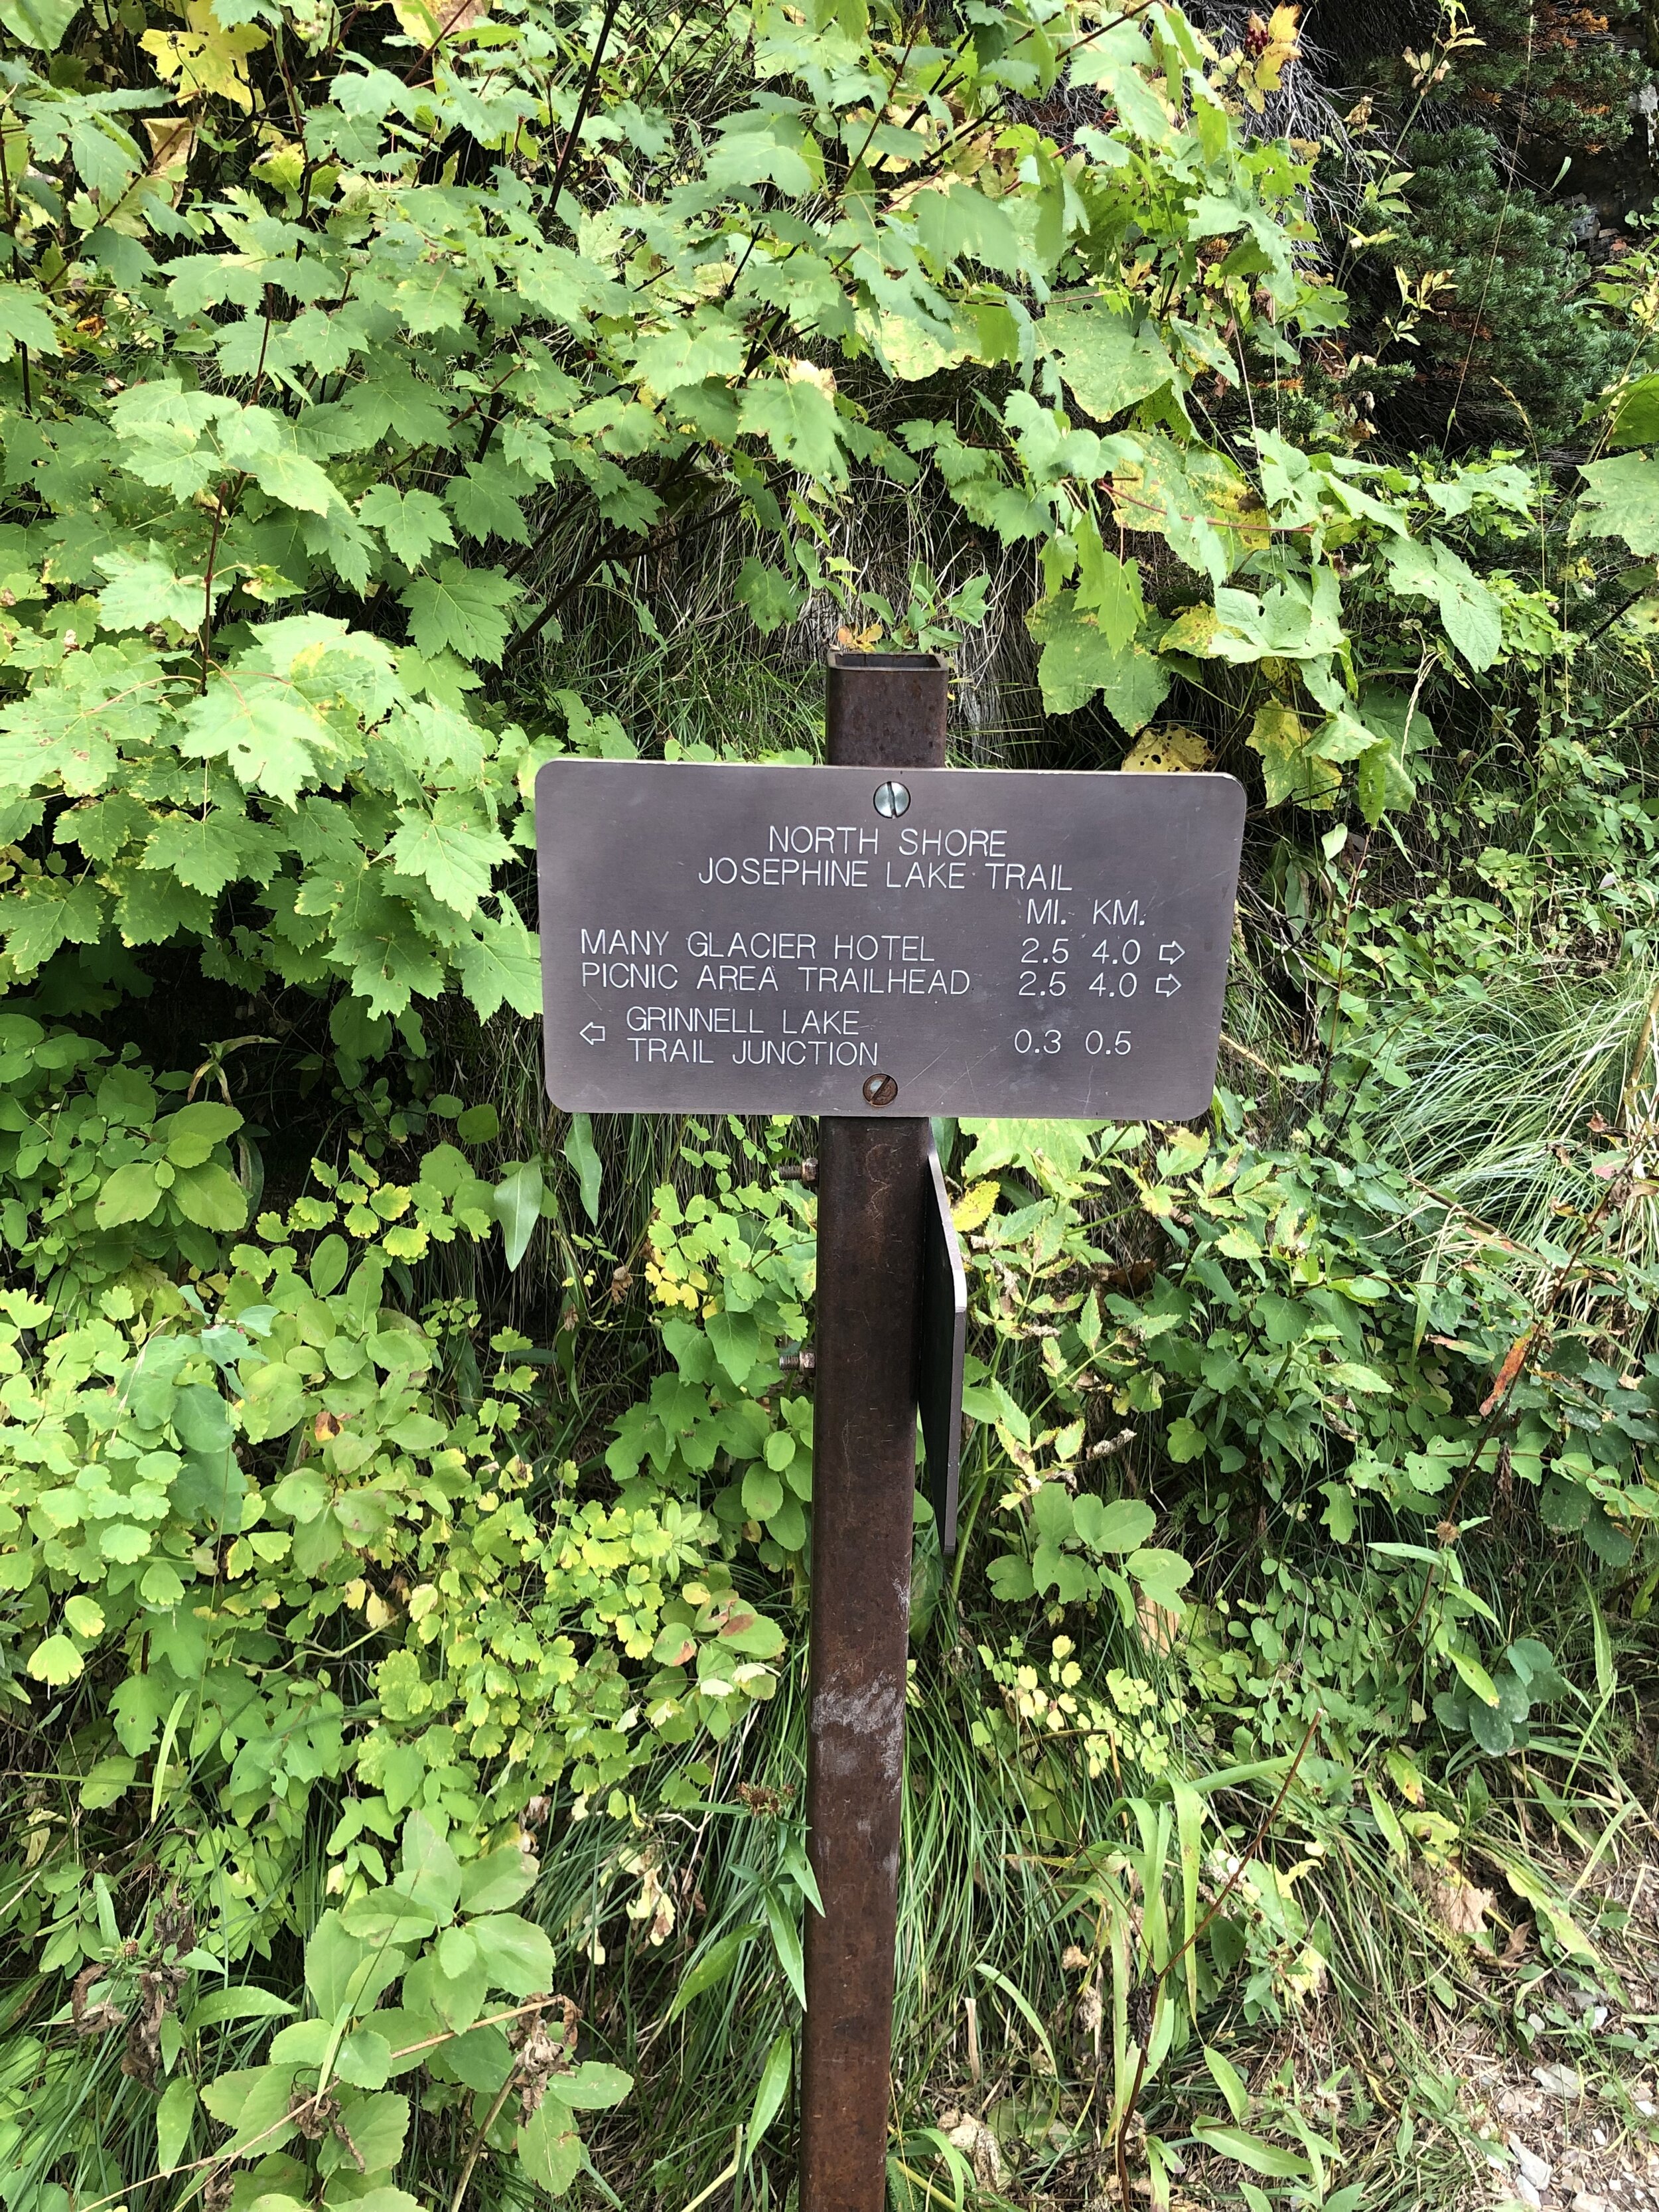 NORTH SHORE
JOSEPHINE LAKE TRAIL
MI. KM.
MANY GLACIER HOTEL 2.5 4.0 ⇨
PICNIC AREA TRAILHEAD 2.5 4.0 ⇨
GRINNELL LAKE
⇦ TRAIL JUNCTION 0.3 0.5